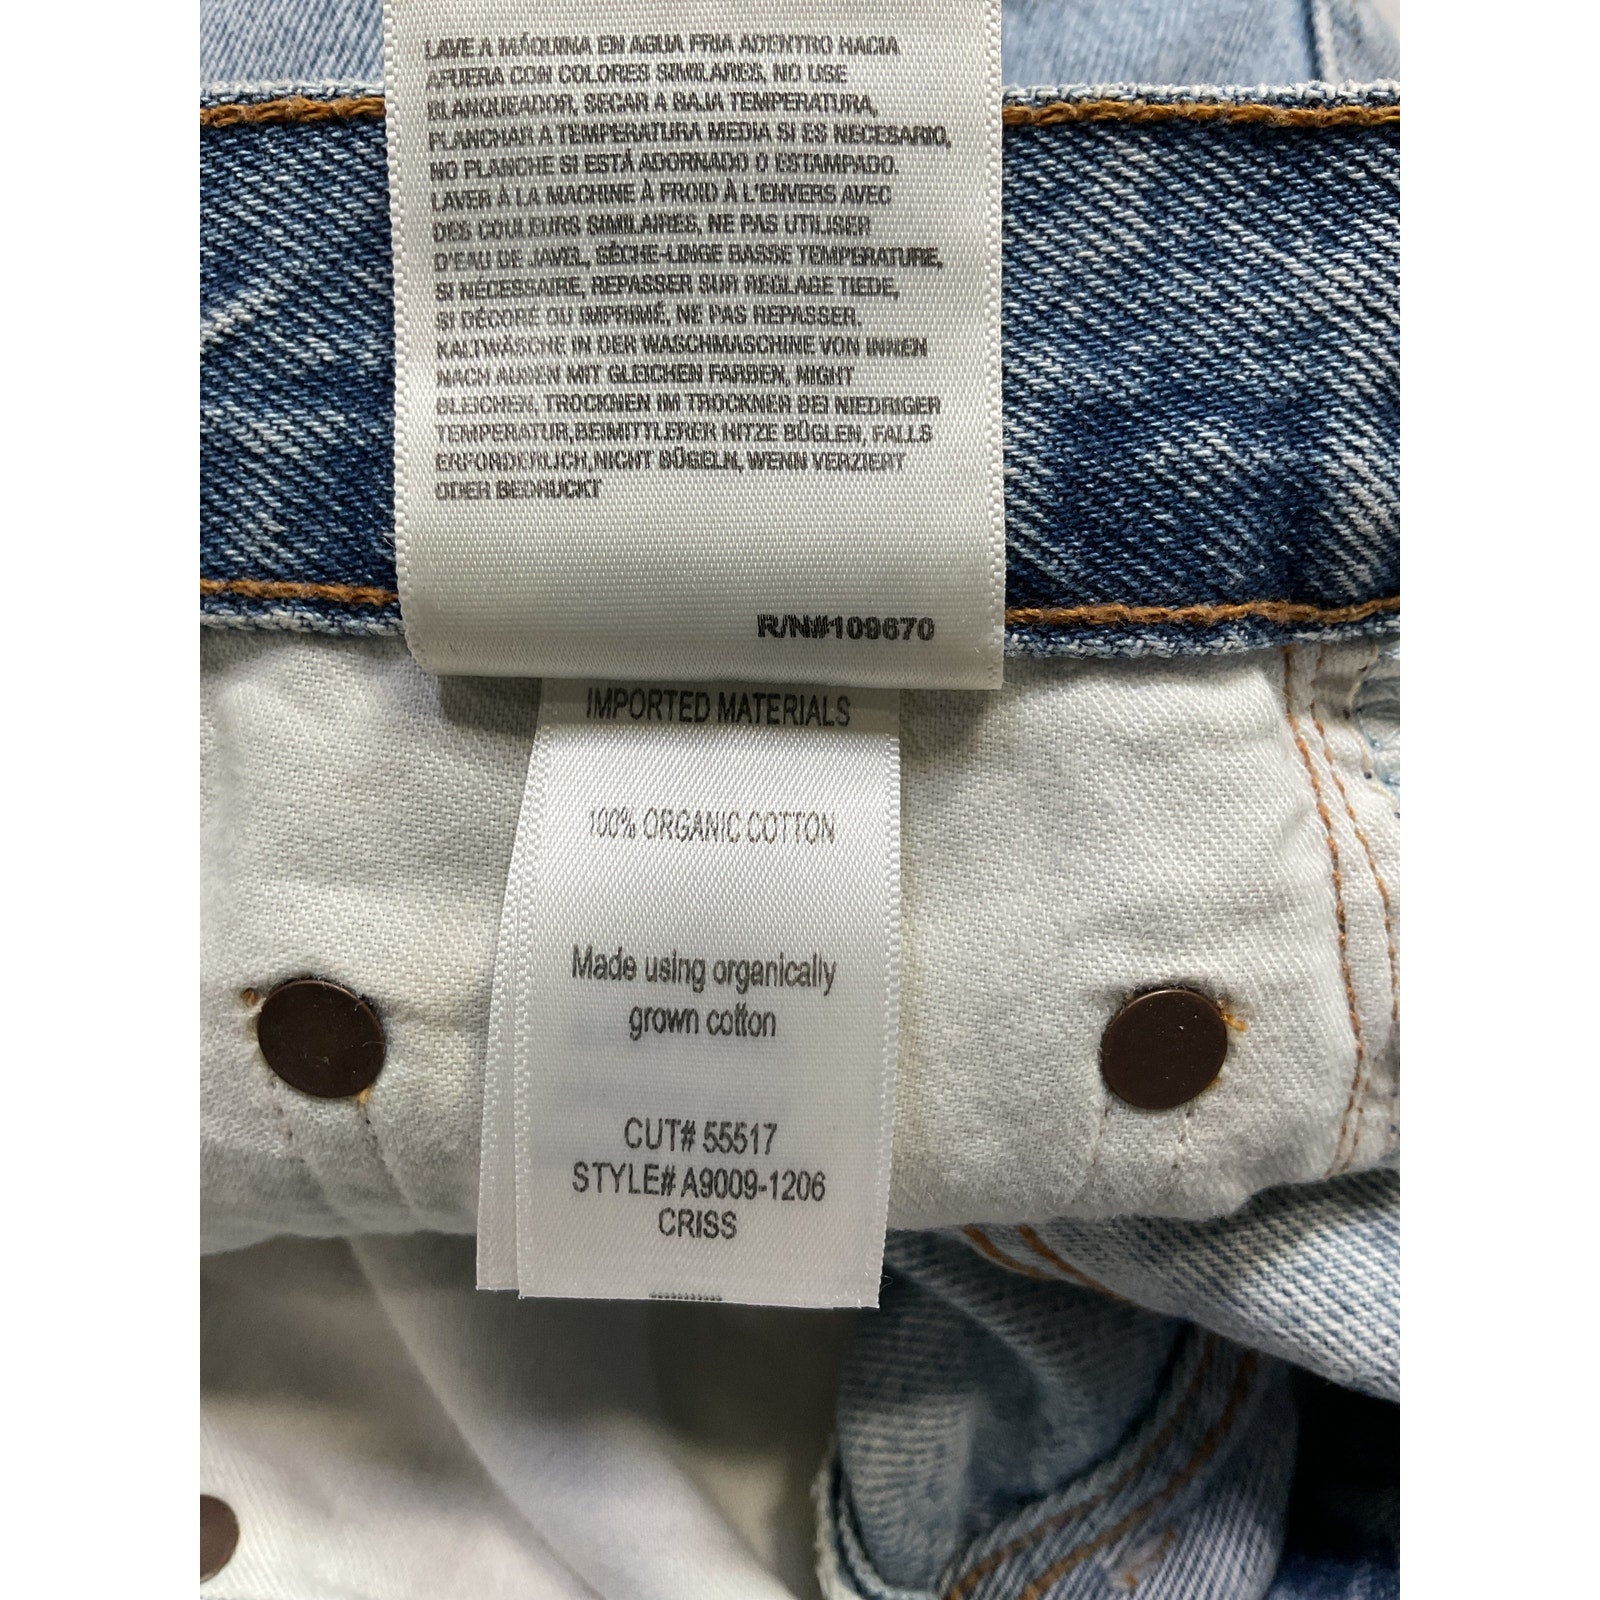 LAVE A MÁQUINA EN AGUA FRIA ADENTRO HACIA
AFUERA CON COLORES SIMILARES, NO USE
BLANQUEADOR, SECAR A BAJA TEMPERATURA,
PLANCHAR A TEMPERATURA MEDIA SI ES NECESARIO,
NO PLANCHE SI ESTÁ ADORNADO O ESTAMPADO.
LAVER À LA MACHINE À FROID À L'ENVERS AVEC
DES COULEURS SIMILAIRES, NE PAS UTILISER
D'EAU DE JAVEL, SÉCHE-LINGE BASSE TEMPERATURE,
SI NÉCESSAIRE, REPASSER SUR REGLAGE TIEDE,
SI DÉCORÉ OU IMPRIMÉ, NE PAS REPASSER.
KALTWÄSCHE IN DER WASCHMASCHINE VON INNEN
NACH AUßEN MIT GLEICHEN FARBEN, NIGHT
BLEICHEN, TROCKNEN IM TROCKNER BEI NIEDRIGER
TEMPERATUR,BEIMITTLERER HITZE BÜGLEN, FALLS
ERFORDERLICH,NICHT BÜGELN, WENN VERZIERT
ODER BEDRUCKT
R/N#109670
IMPORTED MATERIALS
100% ORGANIC COTTON
Made using organically
grown cotton
CUT# 55517
STYLE# A9009-1206
CRISS